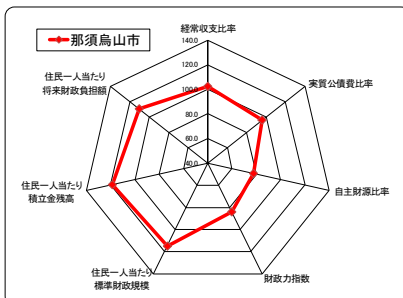 那須烏山市
経常収支比率
140.0
120.0
100.0
80.0
60.0
40.0
実質公債費比率
自主財源比率
財政力指数
住民一人当たり
標準財政規模
住民一人当たり
積立金残高
住民一人当たり
将来財政負担額